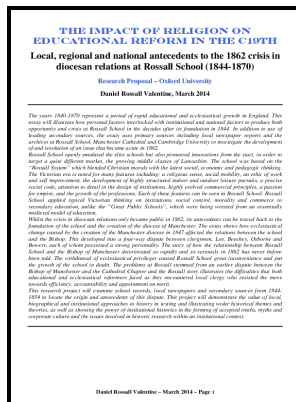 THE IMPACT OF RELIGION ON
EDUCATIONAL REFORM IN THE C19TH
Local, regional and national antecedents to the 1862 crisis in
diocesan relations at Rossall School (1844-1870)
Research Proposal – Oxford University
Daniel Rossall Valentine, March 2014
The years 1840-1870 represent a period of rapid educational and ecclesiastical growth in England. This
essay will illustrate how personal factors interlocked with institutional and national factors to produce both
opportunity and crisis at Rossall School in the decades after its foundation in 1844. In addition to use of
leading secondary sources, the essay uses primary sources including local newspaper reports and the
archives at Rossall School, Manchester Cathedral and Cambridge University to investigate the development
of and resolution of an issue that became acute in 1862.
Rossall School openly emulated the elite schools but also pioneered innovations from the start, in order to
target a quite different market, the growing middle classes of Lancashire. The school was based on the
"Rossall System" which blended Christian morals with the latest social, economic and pedagogic thinking.
The Victorian era is noted for many features including: a religious sense, social mobility, an ethic of work
and self improvement, the development of highly structured indoor and outdoor leisure pursuits, a precise
social code, attention to detail in the design of institutions, highly evolved commercial principles, a passion
for empire, and the growth of the professions. Each of these features can be seen in Rossall School. Rossall
School applied typical Victorian thinking on institutions, social control, morality and commerce to
secondary education, unlike the "Great Public Schools", which were being wrested from an essentially
medieval model of education.
Whilst the crisis in diocesan relations only became public in 1862, its antecedents can be traced back to the
foundation of the school and the creation of the diocese of Manchester. The essay shows how ecclesiastical
change caused by the creation of the Manchester diocese in 1847 affected the relations between the school
and the Bishop. This developed into a four-way dispute between clergymen, Lee, Beechey, Osborne and
Bowers, each of whom possessed a strong personality. The story of how the relationship between Rossall
School and the Bishop of Manchester deteriorated so rapidly and so seriously in 1862 has never before
been told. The withdrawal of ecclesiastical privileges caused Rossall School great inconvenience and put
the growth of the school in doubt. The problems at Rossall stemmed from an earlier dispute between the
Bishop of Manchester and the Cathedral Chapter and the Rossall story illustrates the difficulties that both
educational and ecclesiastical reformers faced as they encountered local clergy who resisted the move
towards efficiency, accountability and appointment on merit.
This research project will examine school records, local newspapers and secondary sources from 1844-
1854 to locate the origin and antecedents of this dispute. This project will demonstrate the value of local,
biographical and institutional approaches to history in testing and illustrating wider historical themes and
theories, as well as showing the power of institutional histories in the forming of accepted truths, myths and
corporate culture and the issues involved in historic research within an institutional context.
Daniel Rossall Valentine – March 2014 – Page 1